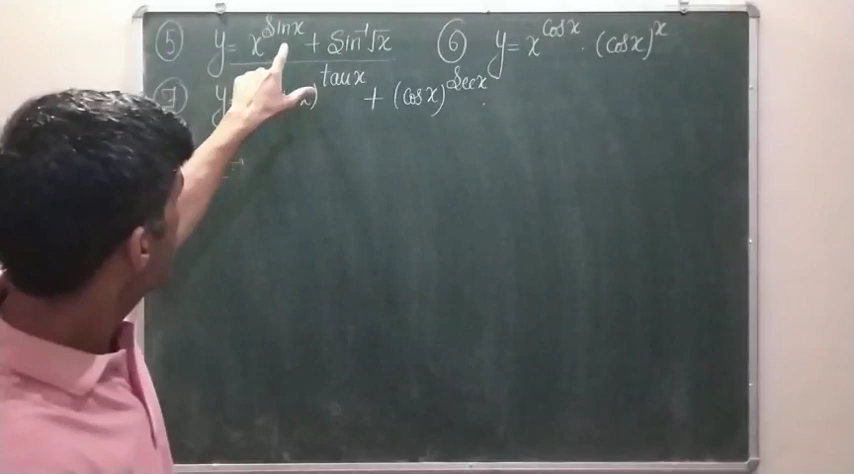 ⑤ y = x^sinx + sin⁻¹√x ⑥ y = x^cosx · (cosx)^x
⑦ y x)^tanx + (cosx)^secx.